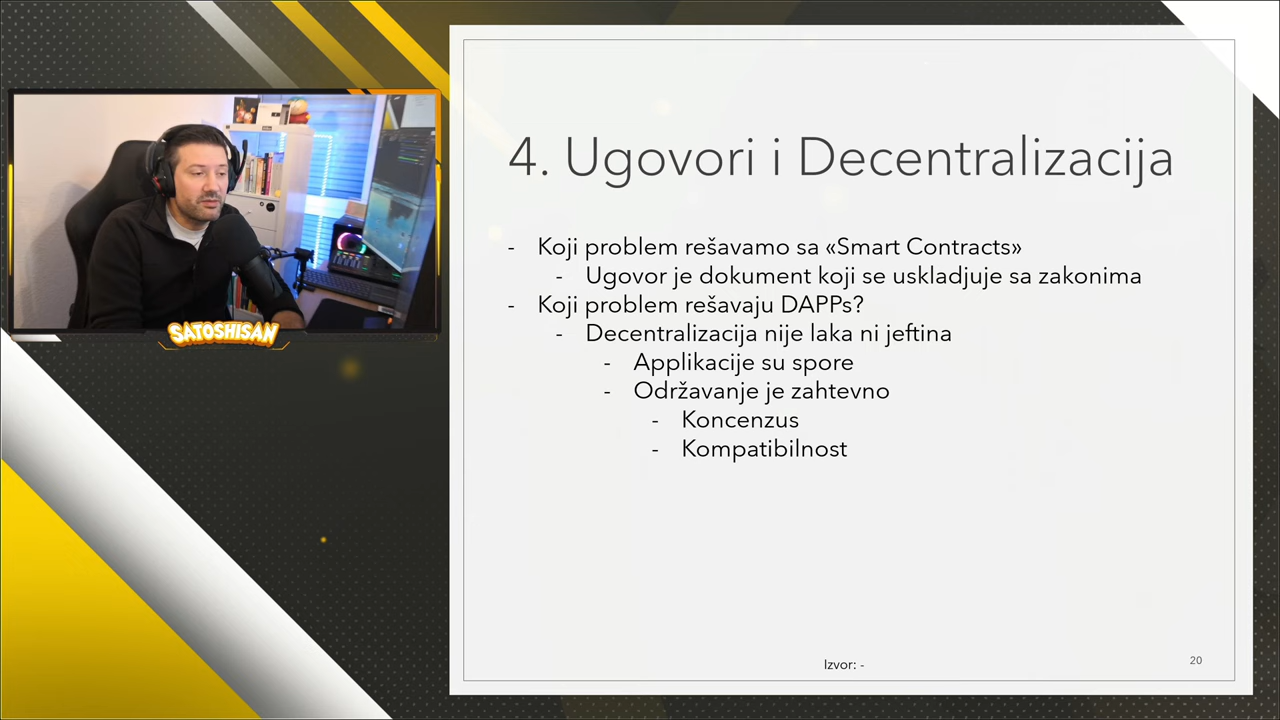 SATOSHISAN
4. Ugovori i Decentralizacija
- Koji problem rešavamo sa «Smart Contracts»
- Ugovor je dokument koji se uskladjuje sa zakonima
- Koji problem rešavaju DAPPs?
- Decentralizacija nije laka ni jeftina
- Applikacije su spore
- Održavanje je zahtevno
- Koncenzus
- Kompatibilnost
Izvor: -
20